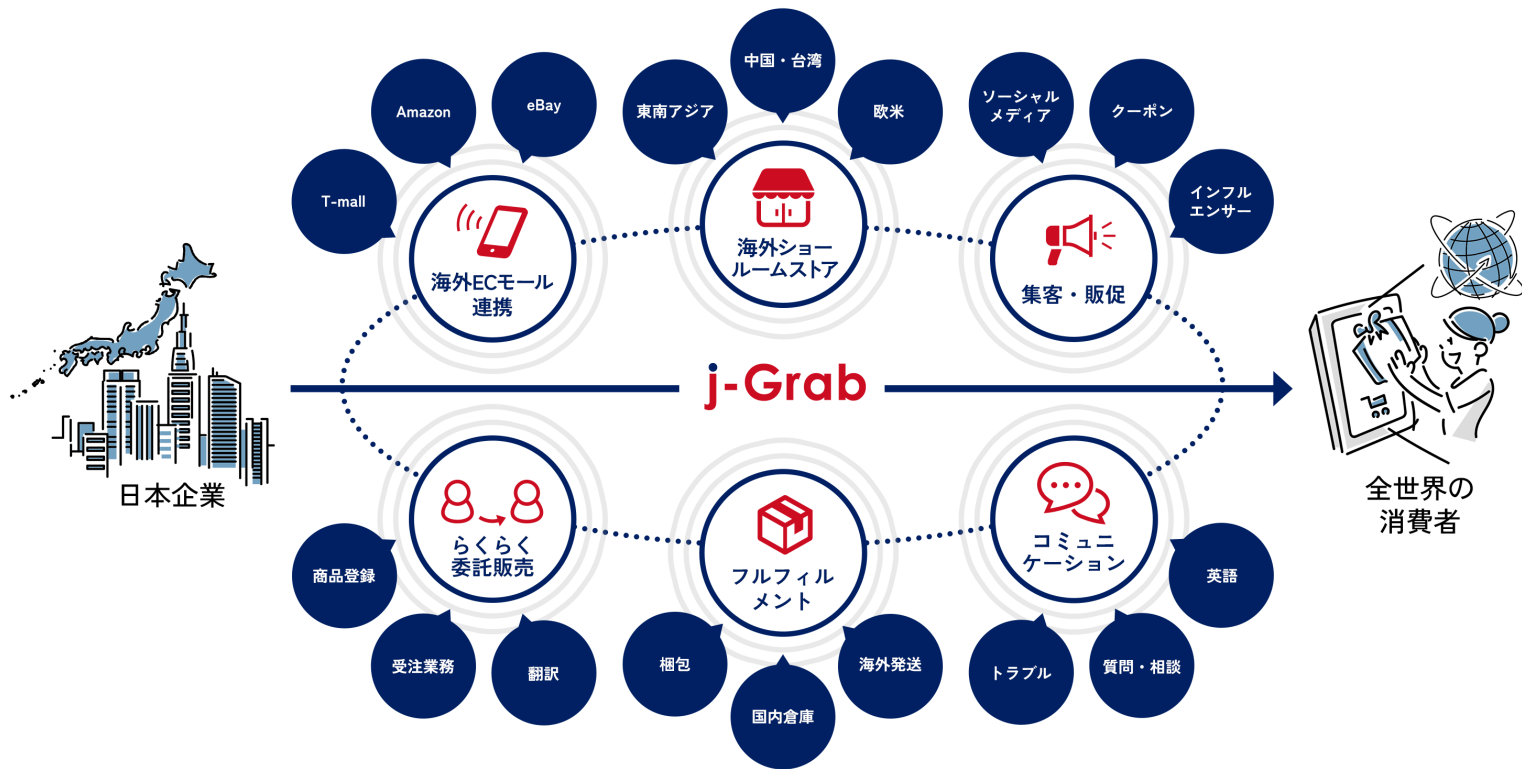 中国・台湾
東南アジア
欧米
Amazon
eBay
T-mall
ソーシャル
メディア
クーポン
インフル
エンサー
海外ECモール
連携
海外ショー
ルームストア
集客・販促
j-Grab
日本企業
全世界の
消費者
らくらく
委託販売
フルフィル
メント
コミュニ
ケーション
商品登録
受注業務
翻訳
梱包
国内倉庫
海外発送
トラブル
質問・相談
英語